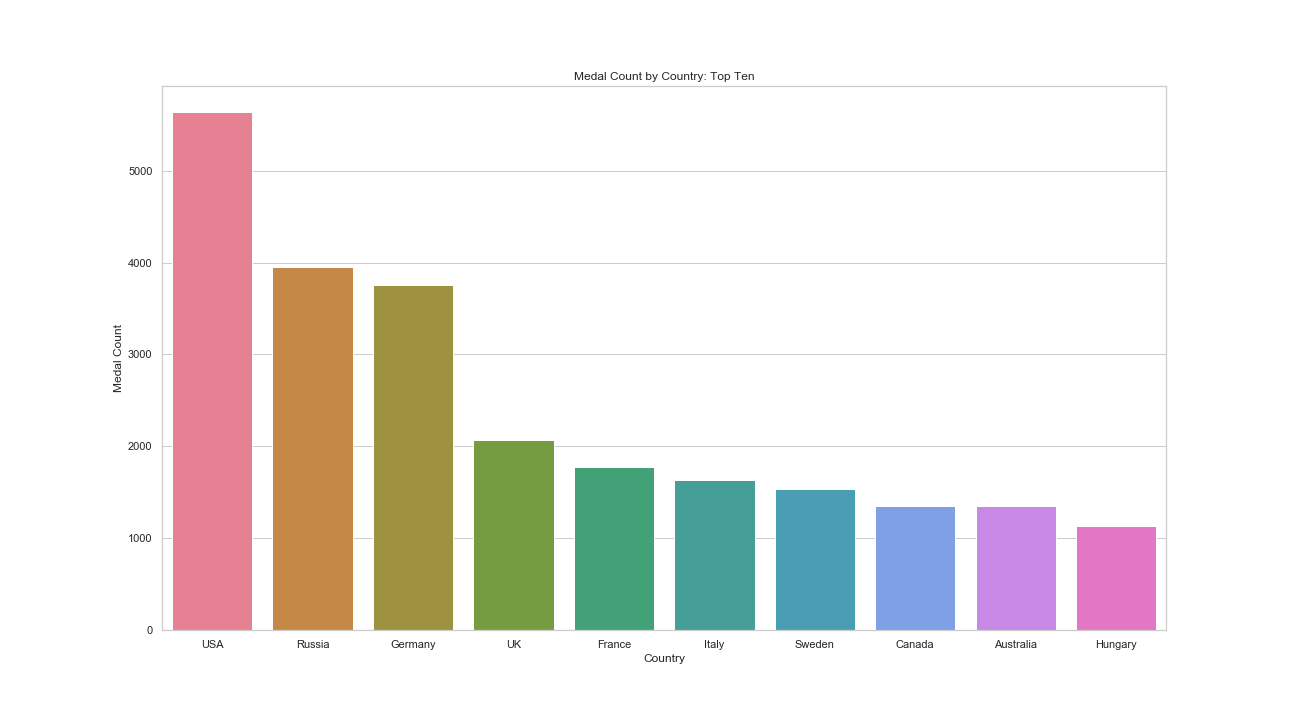 Medal Count by Country: Top Ten
5000
4000
3000
2000
1000
0
Medal Count
USA Russia Germany UK France Italy Sweden Canada Australia Hungary
Country